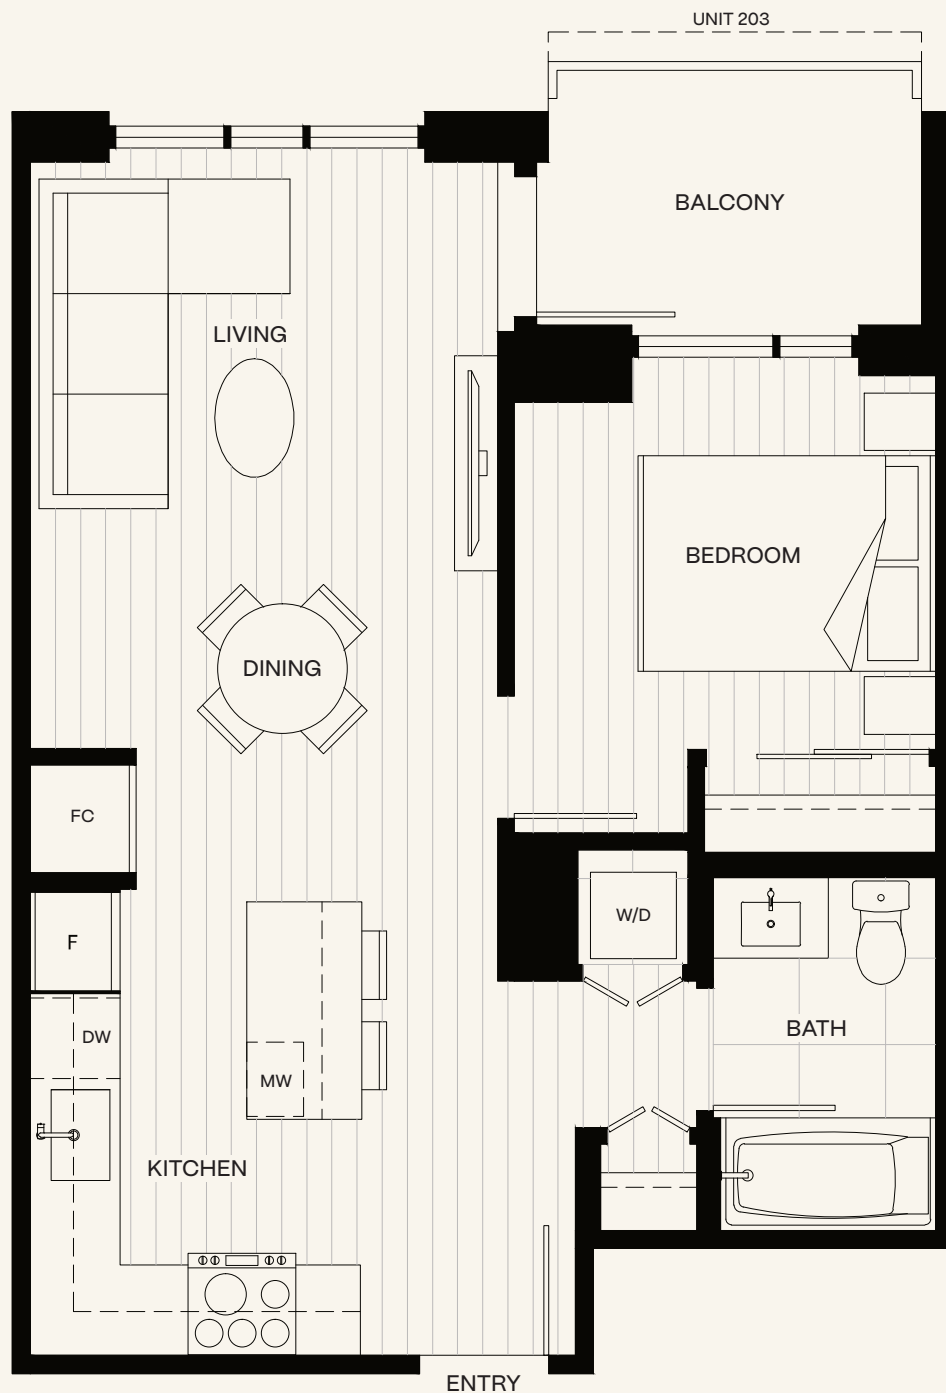 UNIT 203
BALCONY
LIVING
BEDROOM
DINING
FC
W/D
F
BATH
DW
MW
KITCHEN
ENTRY